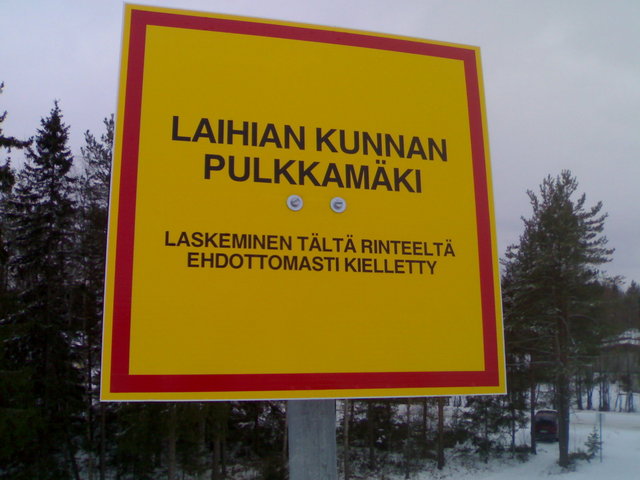 LAIHIAN KUNNAN
PULKKAMÄKI
LASKEMINEN TÄLTÄ RINTEELTÄ
EHDOTTOMASTI KIELLETTY